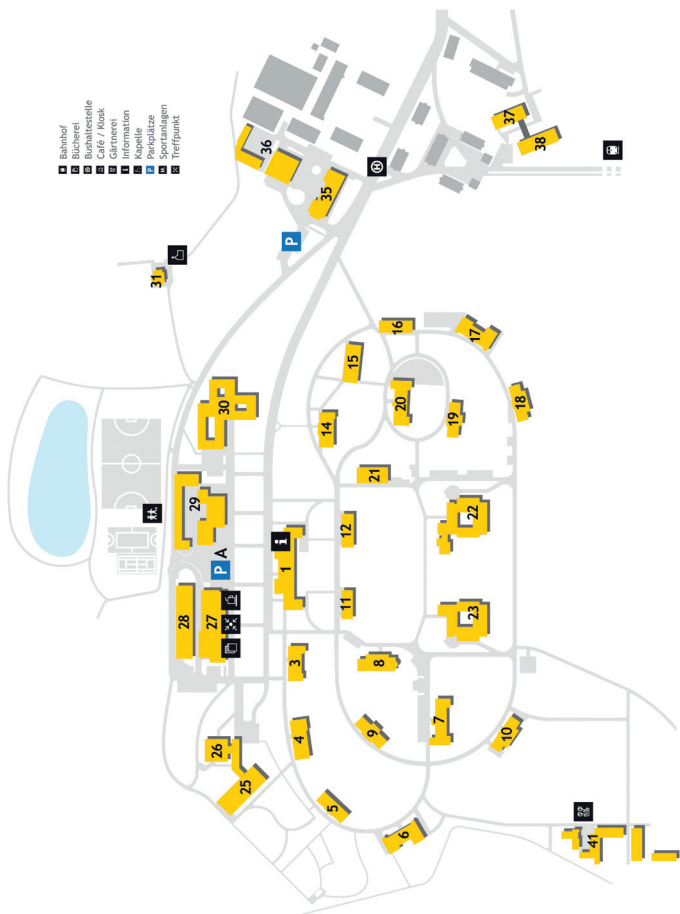 Bahnhof
Bücherei
Bushaltestelle
Café / Kiosk
Gärtnerei
Information
Kapelle
P Parkplätze
Sportanlagen
Treffpunkt
36
37
38
35
H
P
31
16
17
15
30
20
18
19
14
21
29
A
12
22
P
i
1
28
27
11
23
3
8
26
4
9
7
25
10
5
6
41